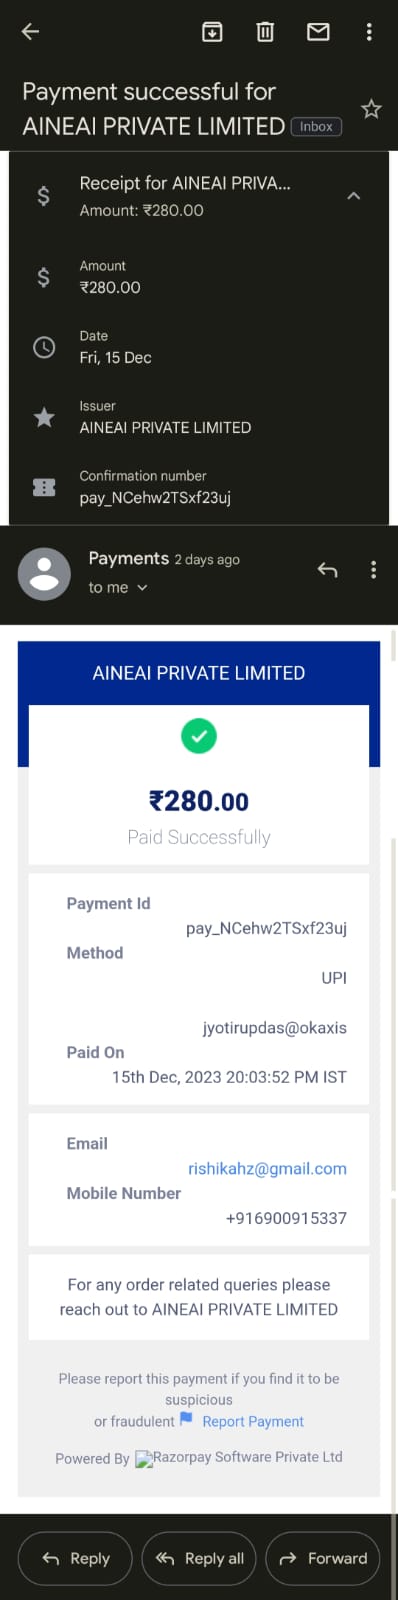 Payment successful for
AINEAI PRIVATE LIMITED Inbox
Receipt for AINEAI PRIVA...
Amount: ₹280.00
Amount
₹280.00
Date
Fri, 15 Dec
Issuer
AINEAI PRIVATE LIMITED
Confirmation number
pay_NCehw2TSxf23uj
Payments 2 days ago
to me
AINEAI PRIVATE LIMITED
₹280.00
Paid Successfully
Payment Id
pay_NCehw2TSxf23uj
Method
UPI
jyotirupdas@okaxis
Paid On
15th Dec, 2023 20:03:52 PM IST
Email
rishikahz@gmail.com
Mobile Number
+916900915337
For any order related queries please
reach out to AINEAI PRIVATE LIMITED
Please report this payment if you find it to be
suspicious
or fraudulent Report Payment
Powered By Razorpay Software Private Ltd
Reply
Reply all
Forward